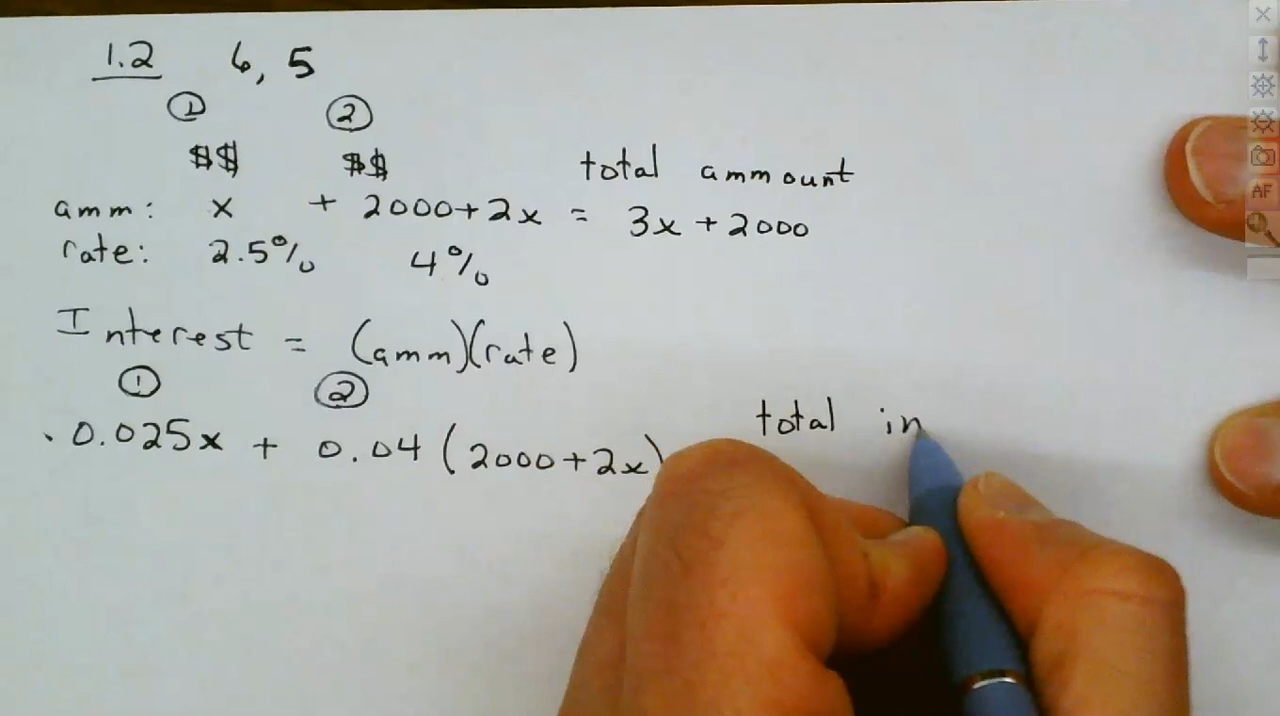 1.2 6, 5
① ②
$$ $$ total ammount
amm: x + 2000+2x = 3x + 2000
rate: 2.5% 4%
Interest = (amm)(rate)
① ②
0.025x + 0.04 (2000+2x) total in
AF